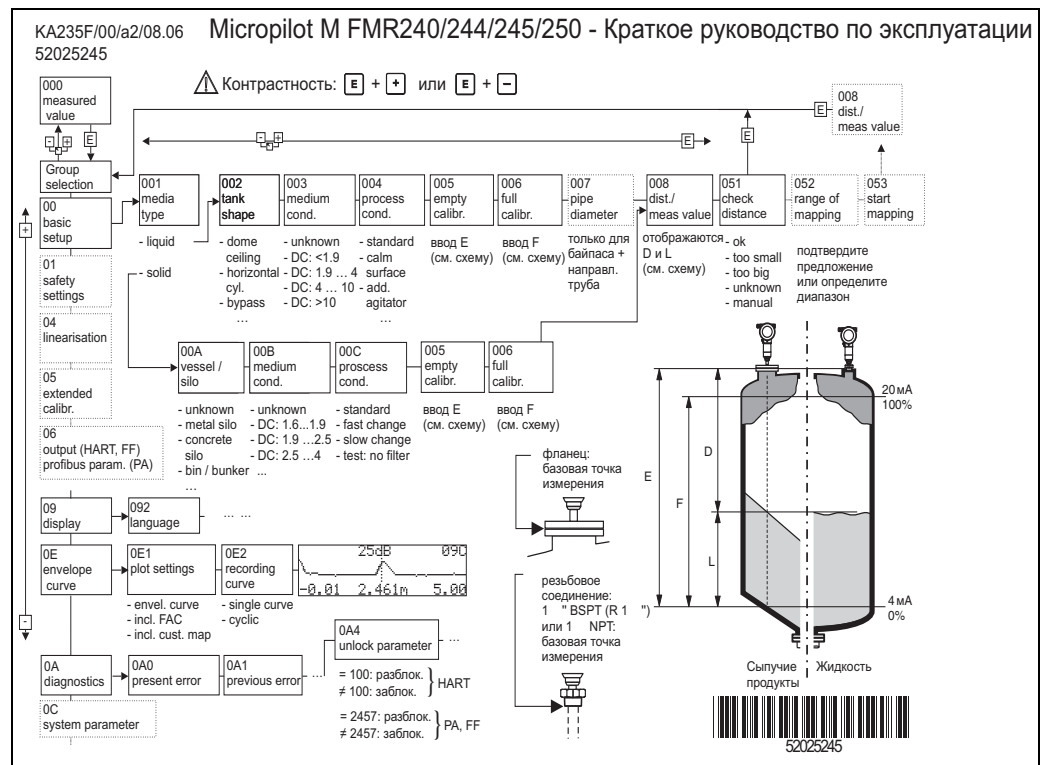 KA235F/00/a2/08.06
52025245
Micropilot M FMR240/244/245/250 - Краткое руководство по эксплуатации
Контрастность: E + + или E + -
000
measured
value
- +
E
Group
selection
008
dist./
meas value
E
- +
E
E
00
basic
setup
001
media
type
- liquid
- solid
002
tank
shape
- dome
ceiling
- horizontal
cyl.
- bypass
...
003
medium
cond.
- unknown
- DC: <1.9
- DC: 1.9 ... 4
- DC: 4 ... 10
- DC: >10
004
process
cond.
- standard
- calm
surface
- add.
agitator
...
005
empty
calibr.
ввод E
(см. схему)
006
full
calibr.
ввод F
(см. схему)
007
pipe
diameter
только для
байпаса +
направл.
труба
008
dist./
meas value
отображаются
D и L
(см. схему)
051
check
distance
- ok
- too small
- too big
- unknown
- manual
052
range of
mapping
053
start
mapping
подтвердите
предложение
или определите
диапазон
+
-
01
safety
settings
04
linearisation
05
extended
calibr.
06
output (HART, FF)
profibus param. (PA)
00A
vessel /
silo
- unknown
- metal silo
- concrete
silo
- bin / bunker
...
00B
medium
cond.
- unknown
- DC: 1.6...1.9
- DC: 1.9 ...2.5
- DC: 2.5 ...4
...
00C
proscess
cond.
- standard
- fast change
- slow change
- test: no filter
005
empty
calibr.
ввод E
(см. схему)
006
full
calibr.
ввод F
(см. схему)
09
display
092
language
... ...
0E
envelope
curve
0E1
plot settings
- envel. curve
- incl. FAC
- incl. cust. map
0E2
recording
curve
- single curve
- cyclic
25dB 09C
-0.01 2.461m 5.00
0A
diagnostics
0A0
present error
0A1
previous error
...
0A4
unlock parameter
...
= 100: разблок.
≠ 100: заблок.
HART
= 2457: разблок.
≠ 2457: заблок.
PA, FF
0C
system parameter
фланец:
базовая точка
измерения
резьбовое
соединение:
1 " BSPT (R 1 ")
или 1 NPT:
базовая точка
измерения
20 мА
100%
D
E
F
L
4 мА
0%
Сыпучие
продукты
Жидкость
52025245